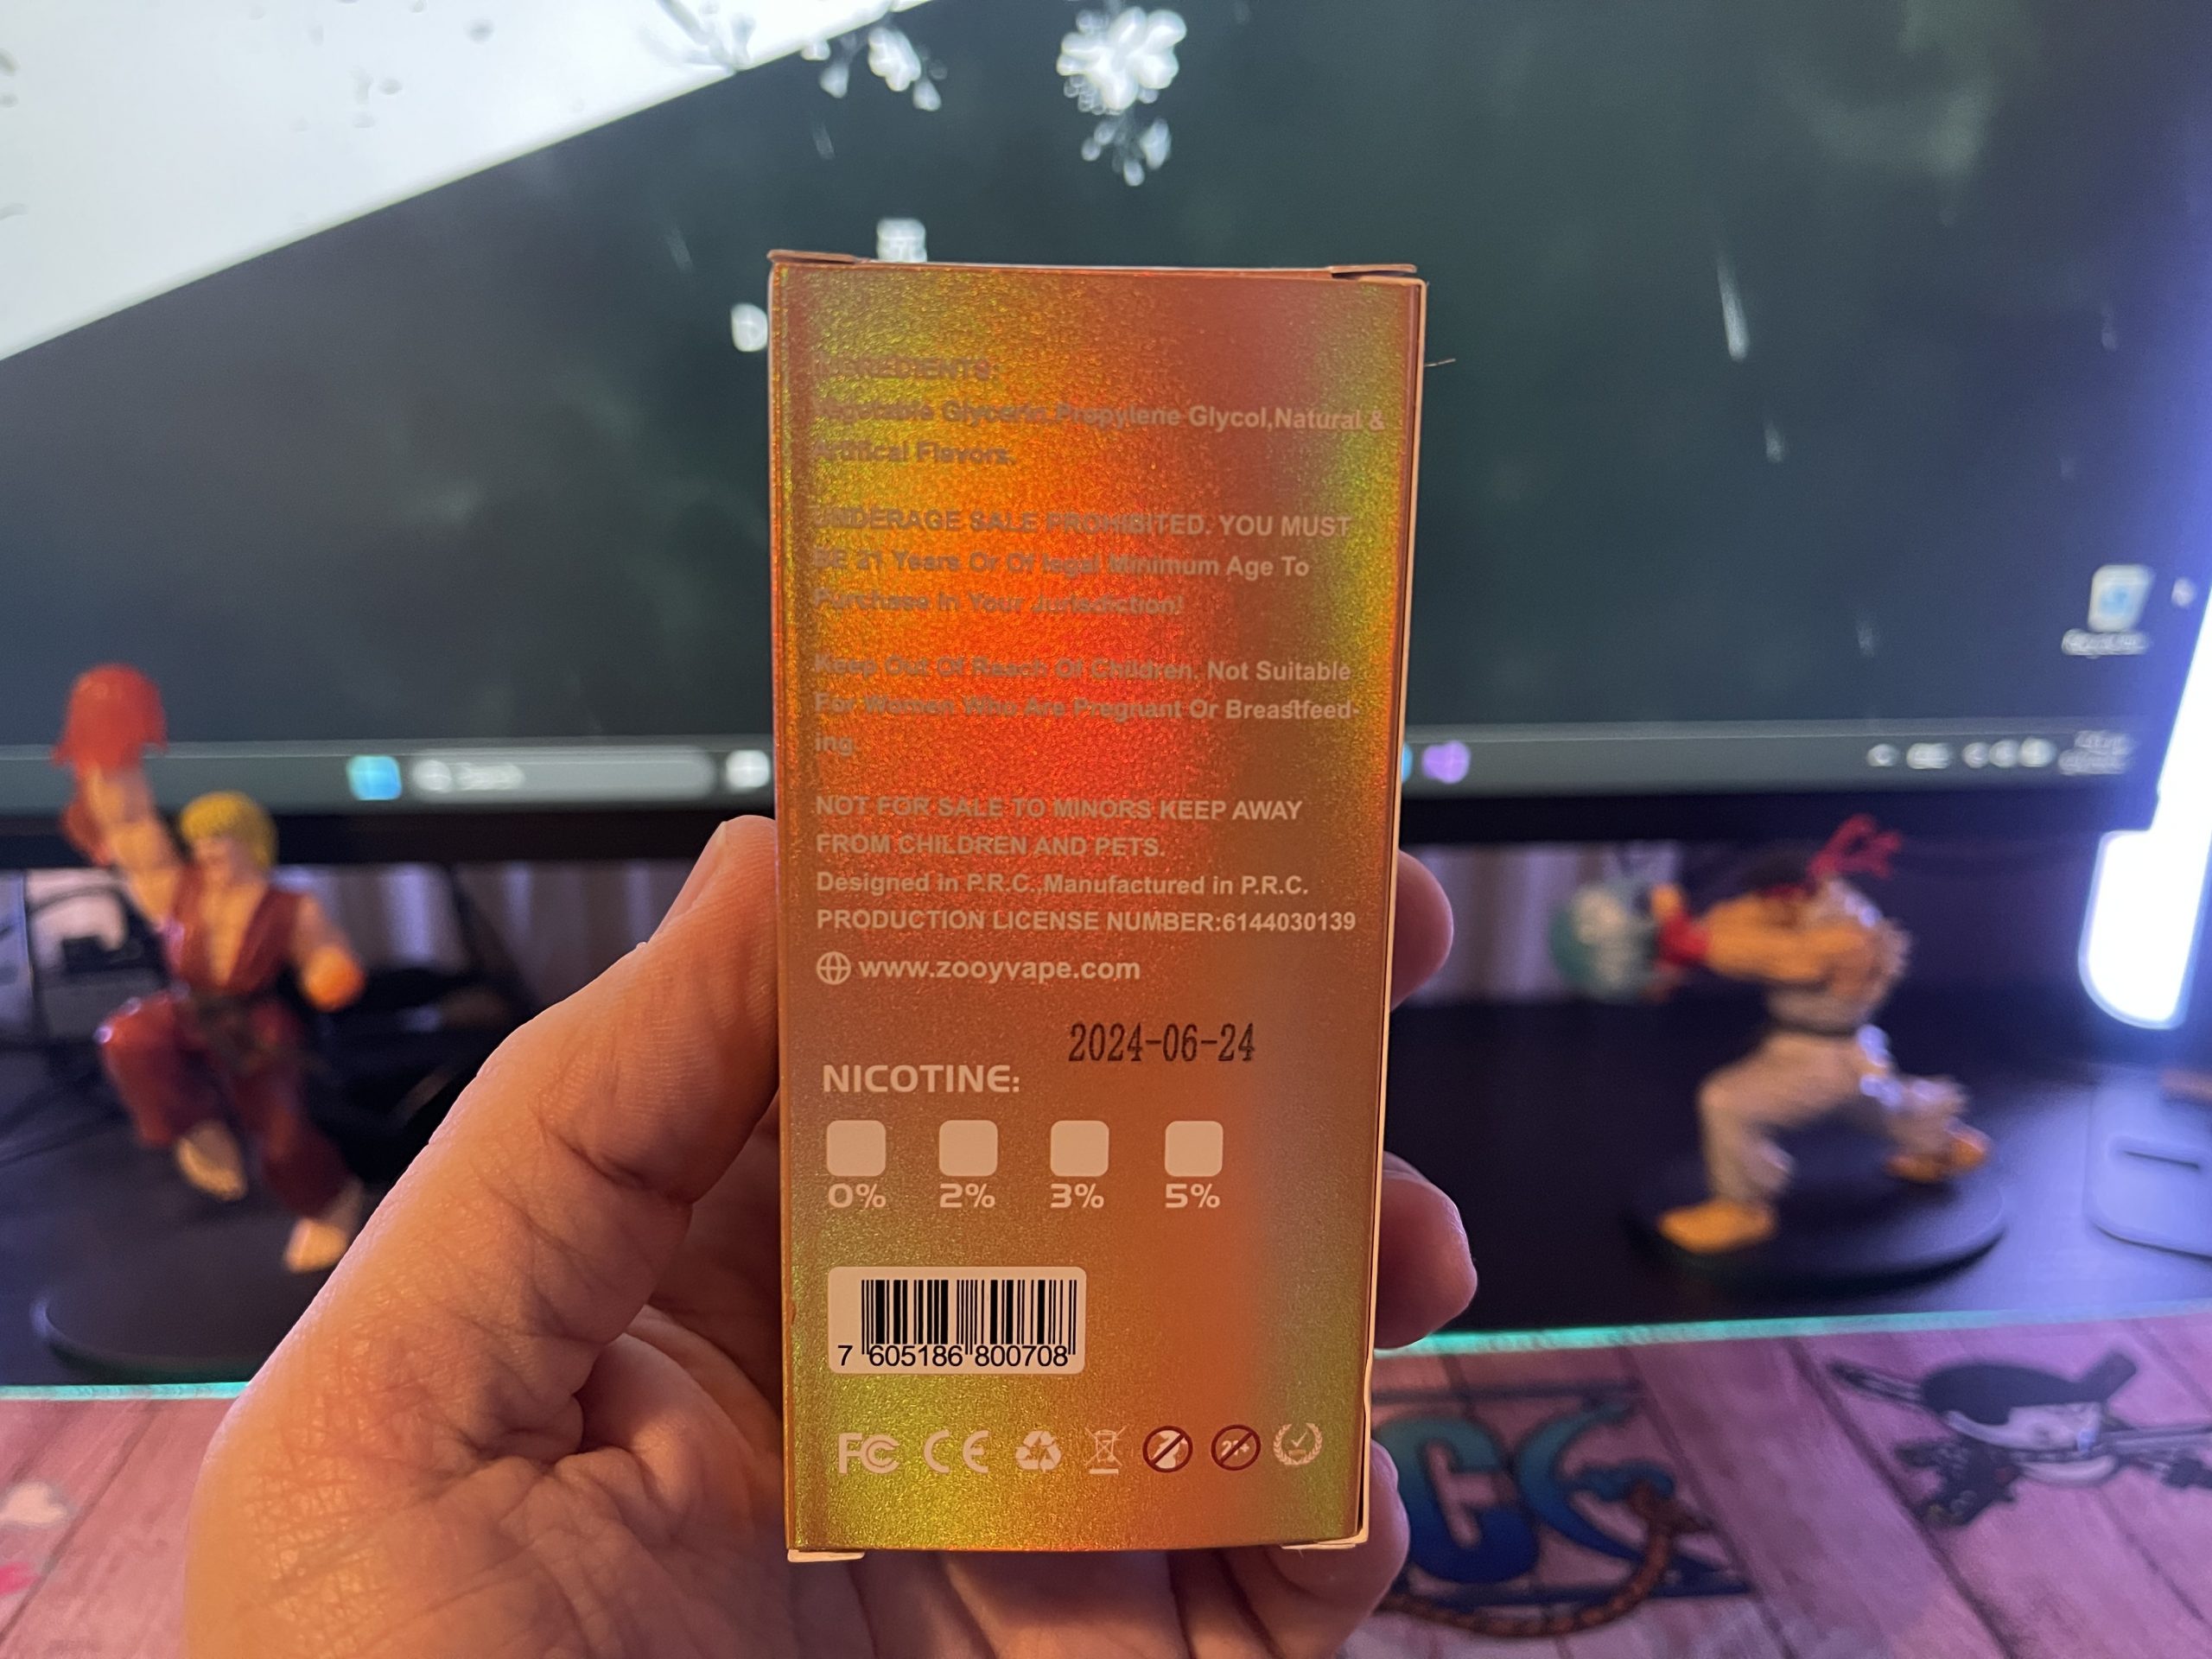 INGREDIENTS:
Vegetable Glycerin,Propylene Glycol,Natural &
Artifical Flavors.
UNDERAGE SALE PROHIBITED. YOU MUST
BE 21 Years Or Of legal Minimum Age To
Purchase In Your Jurisdiction!
Keep Out Of Reach Of Children. Not Suitable
For Women Who Are Pregnant Or Breastfeed-
ing.
NOT FOR SALE TO MINORS KEEP AWAY
FROM CHILDREN AND PETS.
Designed in P.R.C.,Manufactured in P.R.C.
PRODUCTION LICENSE NUMBER:6144030139
www.zooyvape.com
2024-06-24
NICOTINE:
0% 2% 3% 5%
7 605186 800708
FC CE
Search